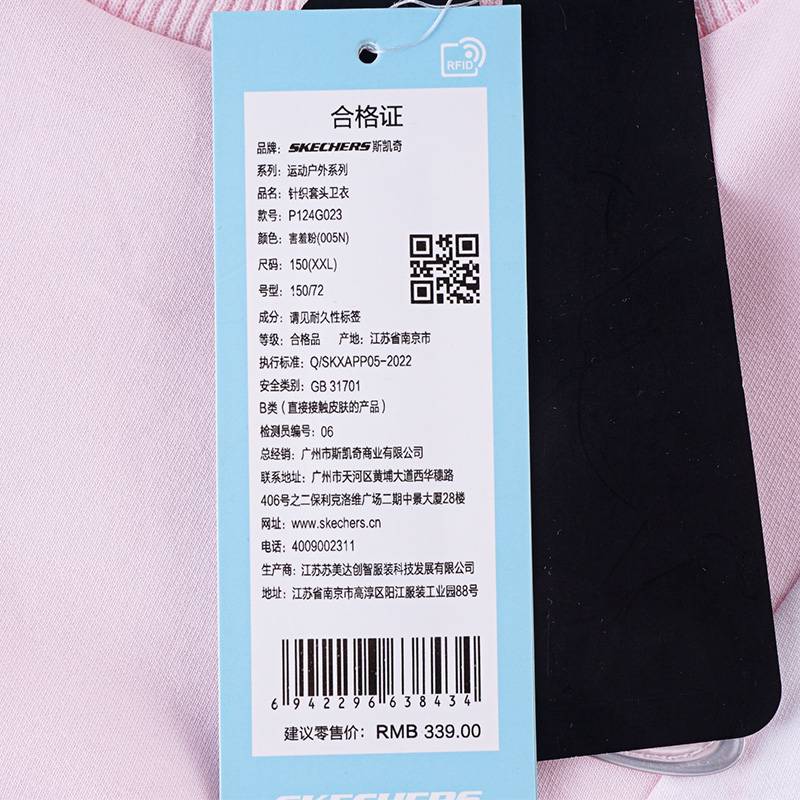 RFID
合格证
品牌：SKECHERS斯凯奇
系列：运动户外系列
品名：针织套头卫衣
款号：P124G023
颜色：害羞粉(005N)
尺码：150(XXL)
号型：150/72
成分：请见耐久性标签
等级：合格品 产地：江苏省南京市
执行标准：Q/SKXAPP05-2022
安全类别：GB 31701
B类（直接接触皮肤的产品）
检测员编号：06
总经销：广州市斯凯奇商业有限公司
联系地址：广州市天河区黄埔大道西华穗路
406号之二保利克洛维广场二期中景大厦28楼
网址：www.skechers.cn
电话：4009002311
生产商：江苏苏美达创智服装科技发展有限公司
地址：江苏省南京市高淳区阳江服装工业园88号
6942296638434
建议零售价：RMB 339.00
SKECHERS